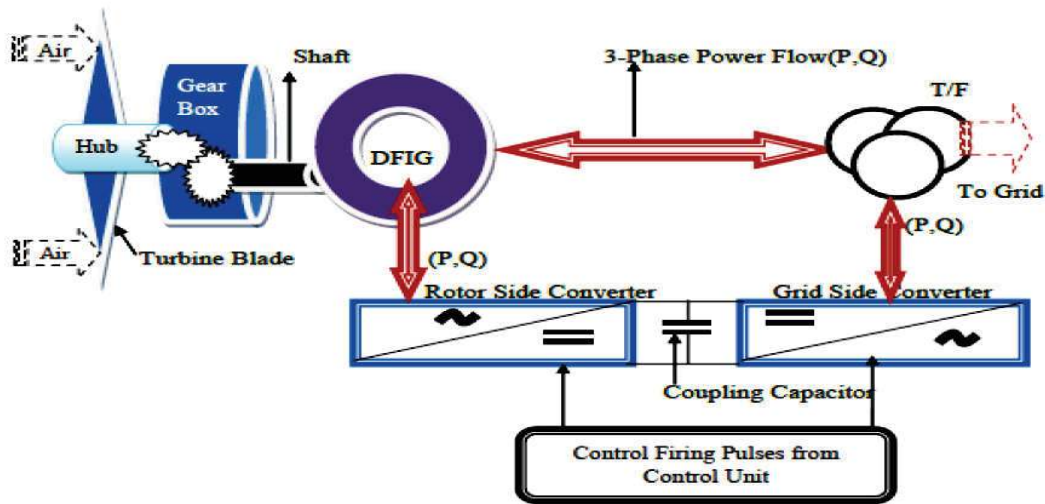 Air
Shaft
3-Phase Power Flow(P,Q)
Gear
Box
T/F
Hub
DFIG
To Grid
Air
Turbine Blade
(P,Q)
(P,Q)
Rotor Side Converter
Grid Side Converter
Coupling Capacitor
Control Firing Pulses from
Control Unit